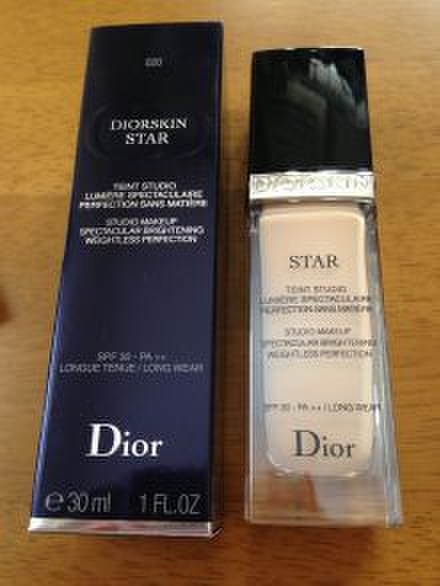 DIORSKIN
STAR
TEINT STUDIO
LUMIÈRE SPECTACULAIRE
PERFECTION SANS MATIÈRE
STUDIO MAKEUP
SPECTACULAR BRIGHTENING
WEIGHTLESS PERFECTION
SPF 30 - PA ++
LONGUE TENUE / LONG WEAR
Dior
e 30 ml 1 FL.OZ
DIORSKIN
STAR
TEINT STUDIO
LUMIÈRE SPECTACULAIRE
PERFECTION SANS MATIÈRE
STUDIO MAKEUP
SPECTACULAR BRIGHTENING
WEIGHTLESS PERFECTION
SPF 30 - PA ++ / LONG WEAR
Dior